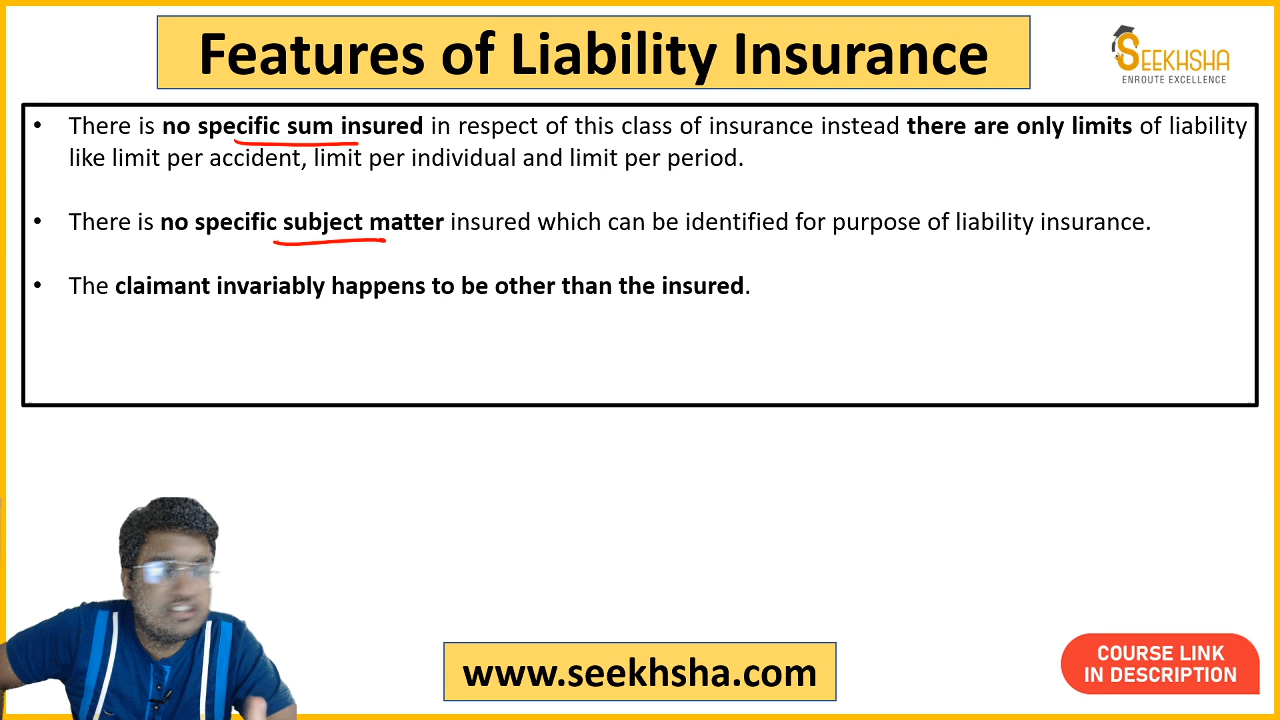 Features of Liability Insurance
SEEKHSHA
ENROUTE EXCELLENCE
• There is no specific sum insured in respect of this class of insurance instead there are only limits of liability
like limit per accident, limit per individual and limit per period.
• There is no specific subject matter insured which can be identified for purpose of liability insurance.
• The claimant invariably happens to be other than the insured.
www.seekhsha.com
COURSE LINK
IN DESCRIPTION